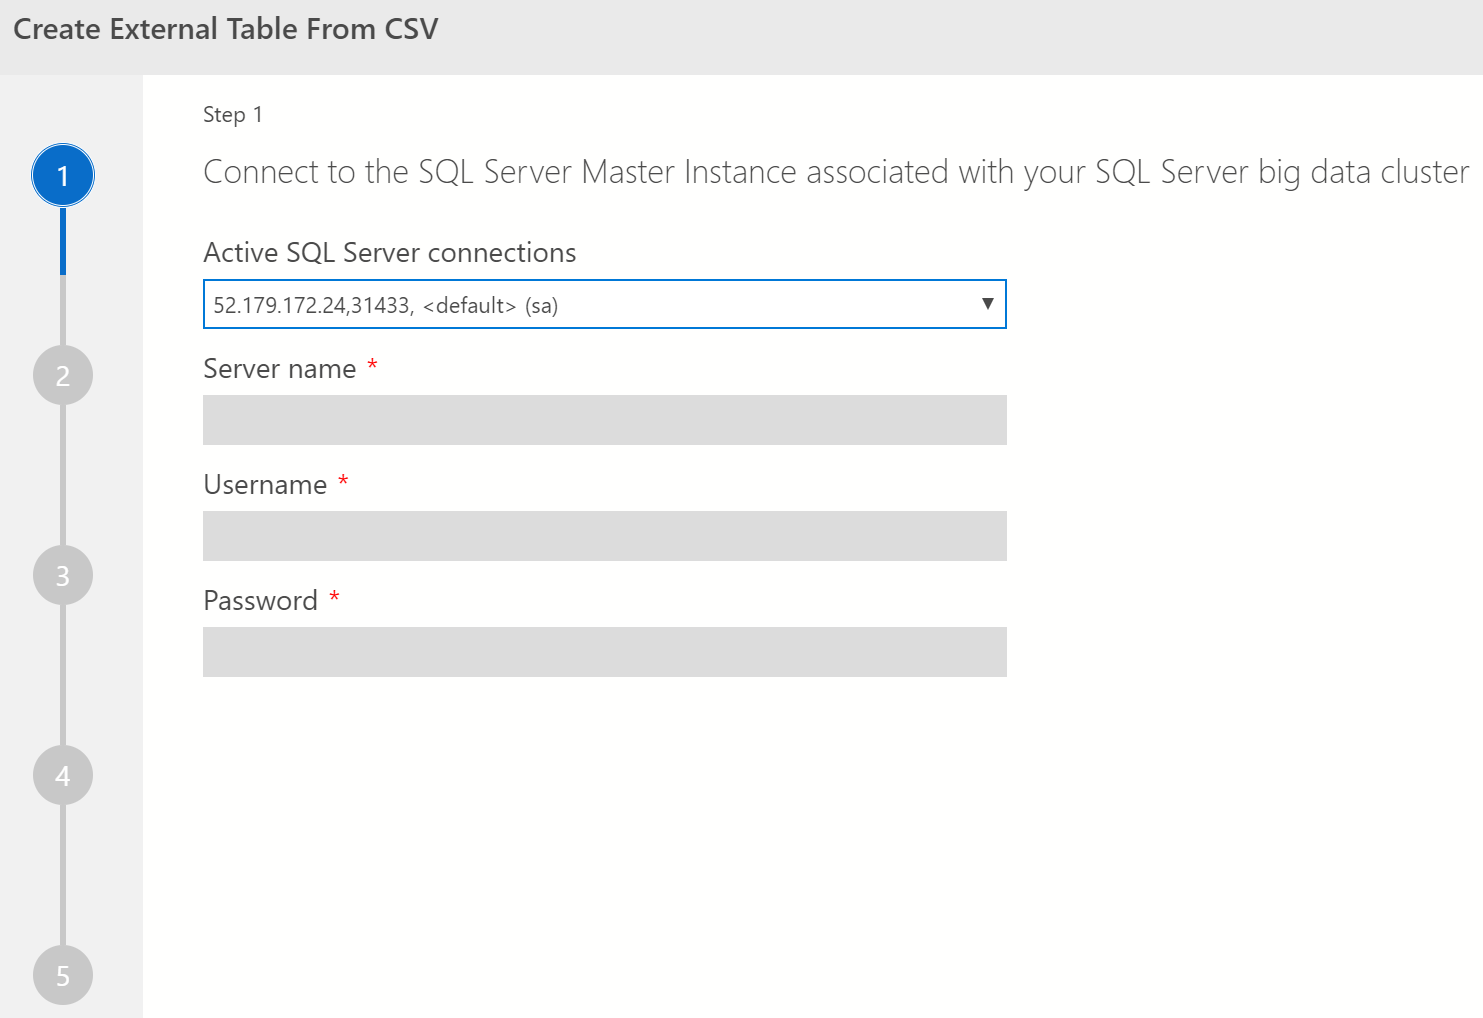 Create External Table From CSV
Step 1
Connect to the SQL Server Master Instance associated with your SQL Server big data cluster
Active SQL Server connections
52.179.172.24,31433, <default> (sa)
Server name *
Username *
Password *
1
2
3
4
5